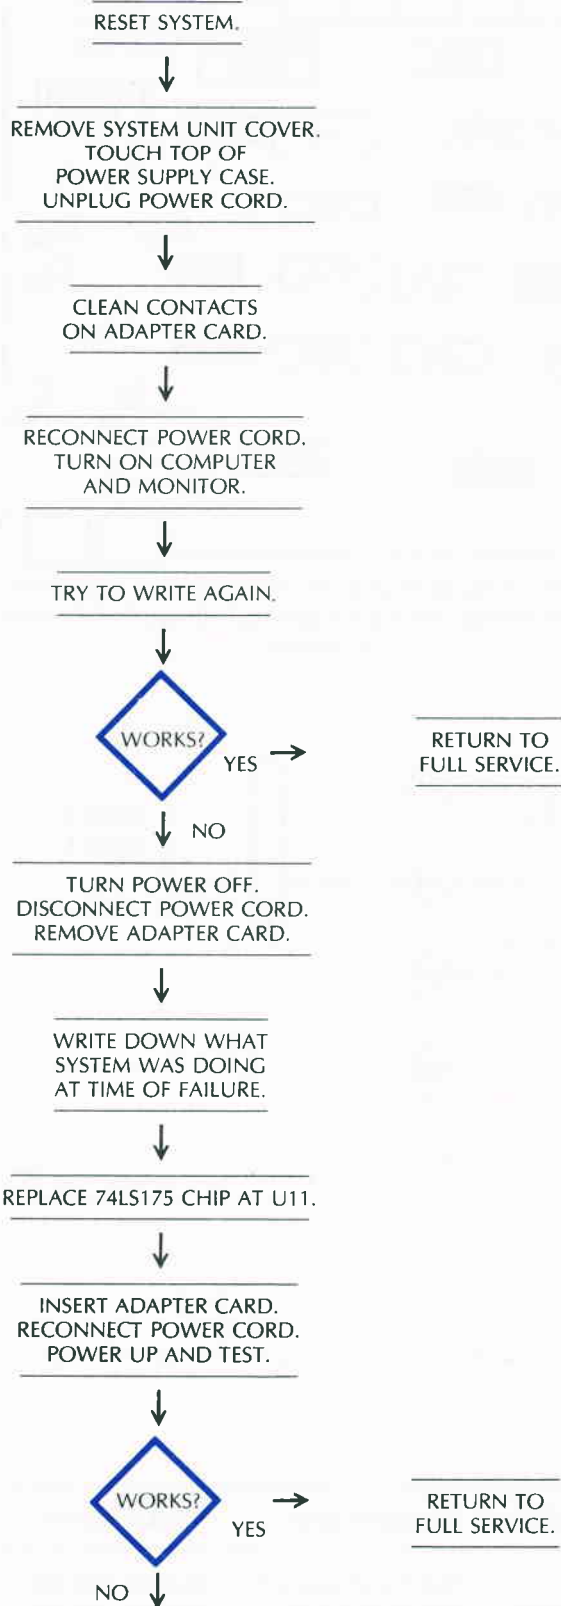 RESET SYSTEM.
REMOVE SYSTEM UNIT COVER.
TOUCH TOP OF
POWER SUPPLY CASE.
UNPLUG POWER CORD.
CLEAN CONTACTS
ON ADAPTER CARD.
RECONNECT POWER CORD.
TURN ON COMPUTER
AND MONITOR.
TRY TO WRITE AGAIN.
WORKS?
YES
RETURN TO
FULL SERVICE.
NO
TURN POWER OFF.
DISCONNECT POWER CORD.
REMOVE ADAPTER CARD.
WRITE DOWN WHAT
SYSTEM WAS DOING
AT TIME OF FAILURE.
REPLACE 74LS175 CHIP AT U11.
INSERT ADAPTER CARD.
RECONNECT POWER CORD.
POWER UP AND TEST.
WORKS?
YES
RETURN TO
FULL SERVICE.
NO